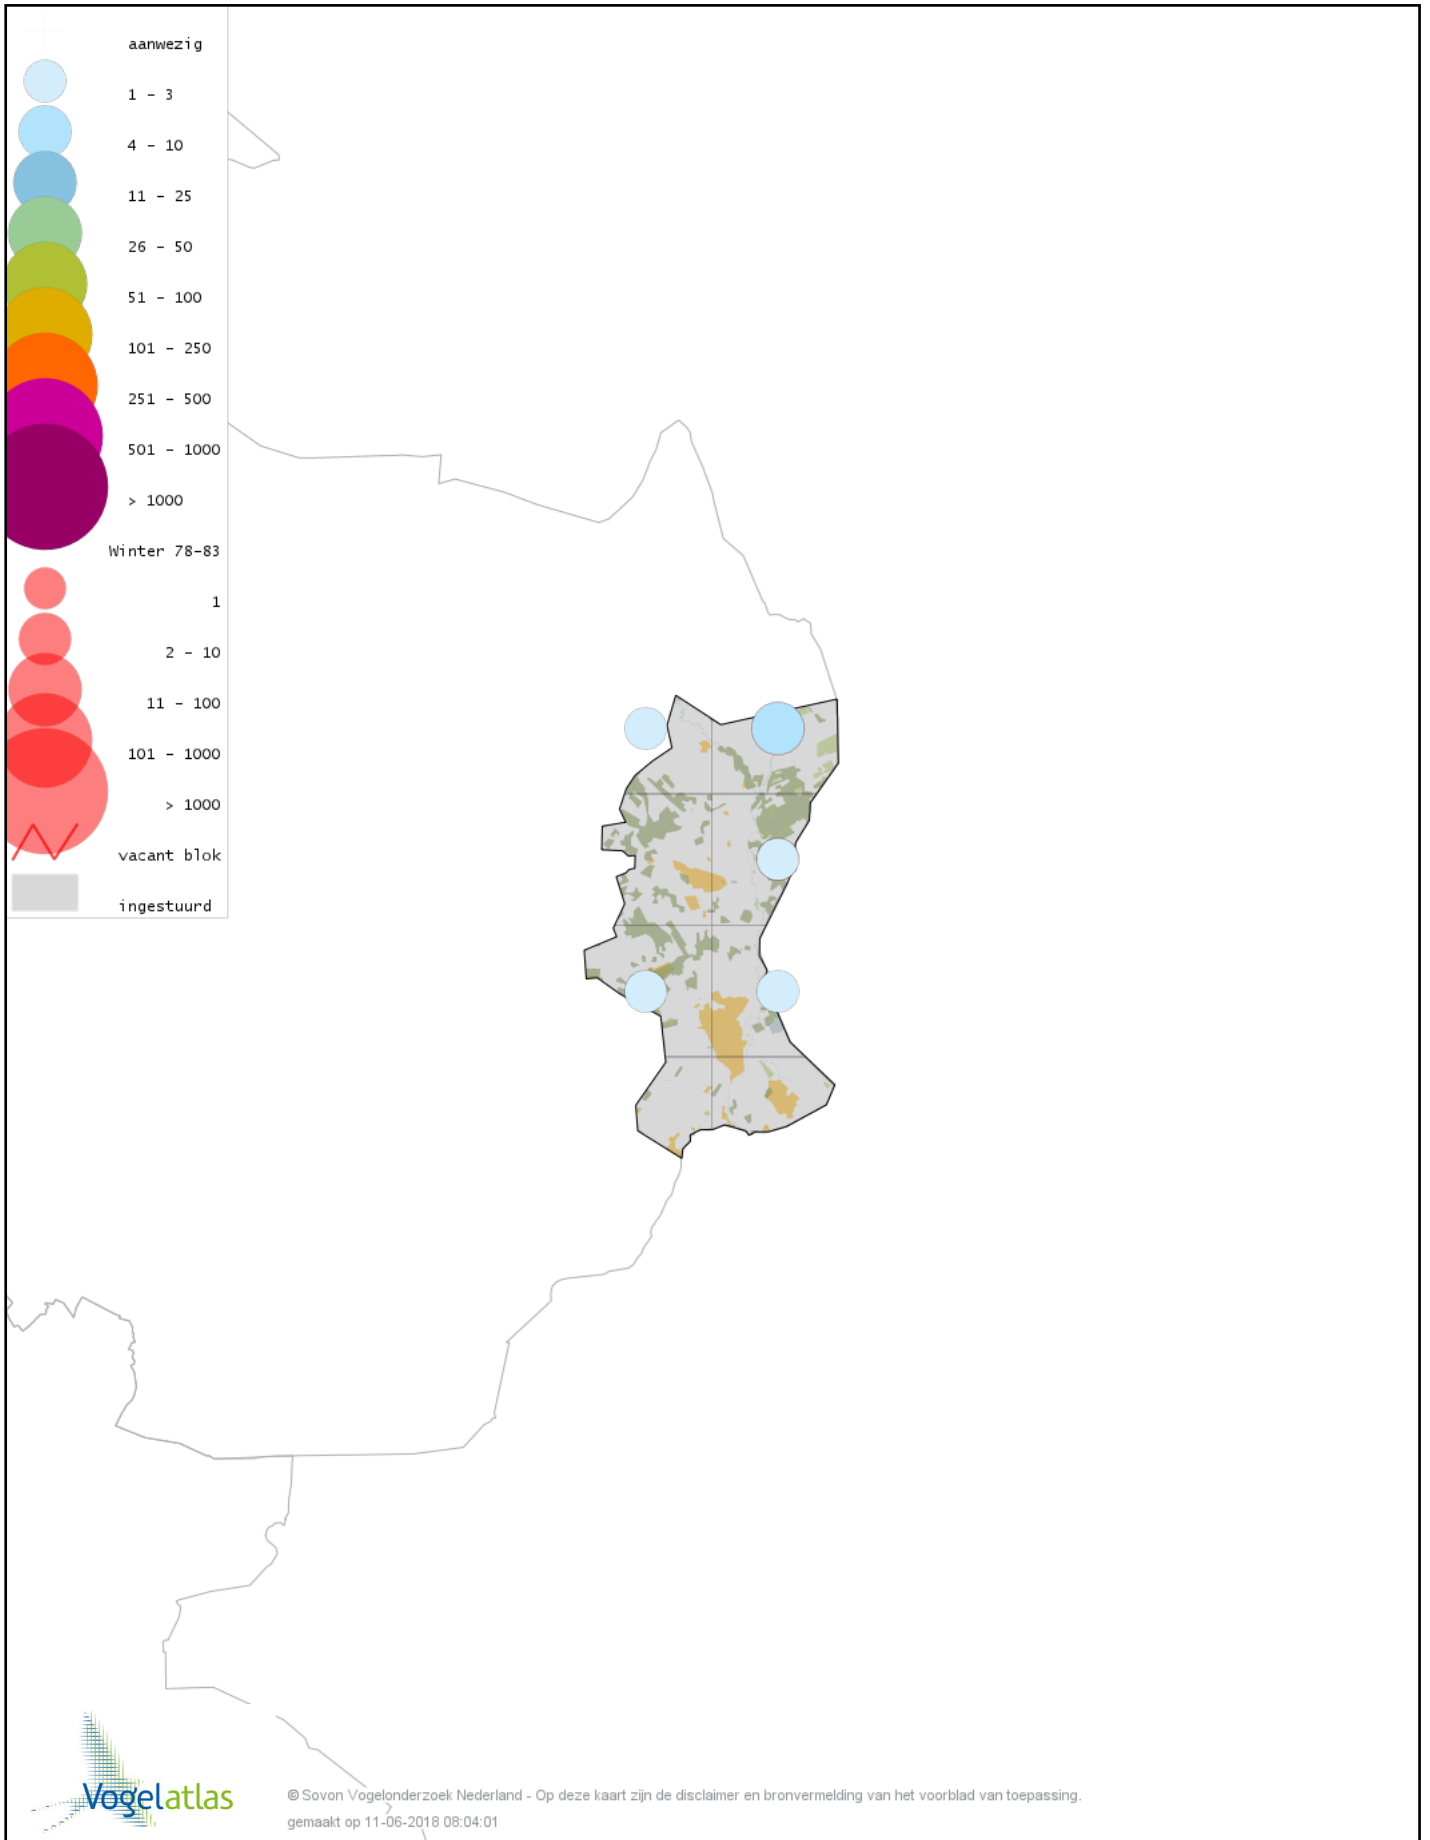 aanwezig
1 - 3
4 - 10
11 - 25
26 - 50
51 - 100
101 - 250
251 - 500
501 - 1000
> 1000
Winter 78-83
1
2 - 10
11 - 100
101 - 1000
> 1000
vacant blok
ingestuurd
Vogelatlas
© Sovon Vogelonderzoek Nederland - Op deze kaart zijn de disclaimer en bronvermelding van het voorblad van toepassing.
gemaakt op 11-06-2018 08:04:01